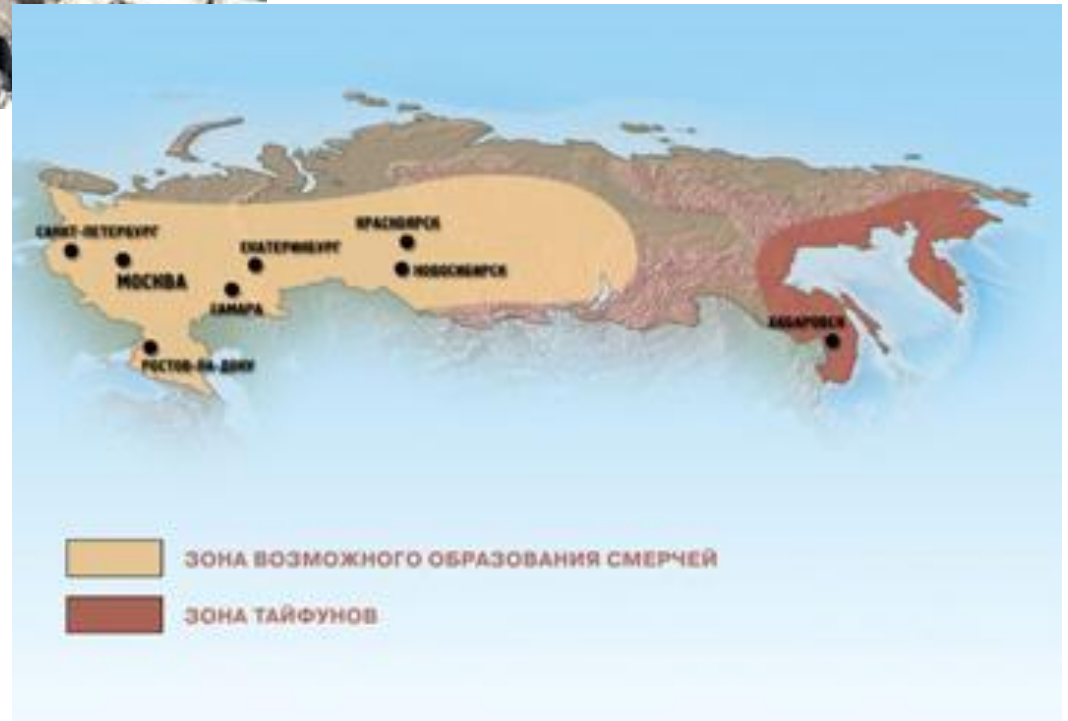 САНКТ-ПЕТЕРБУРГ
МОСКВА
ЕКАТЕРИНБУРГ
КРАСНОЯРСК
НОВОСИБИРСК
САМАРА
РОСТОВ-НА-ДОНУ
ХАБАРОВСК
ЗОНА ВОЗМОЖНОГО ОБРАЗОВАНИЯ СМЕРЧЕЙ
ЗОНА ТАЙФУНОВ